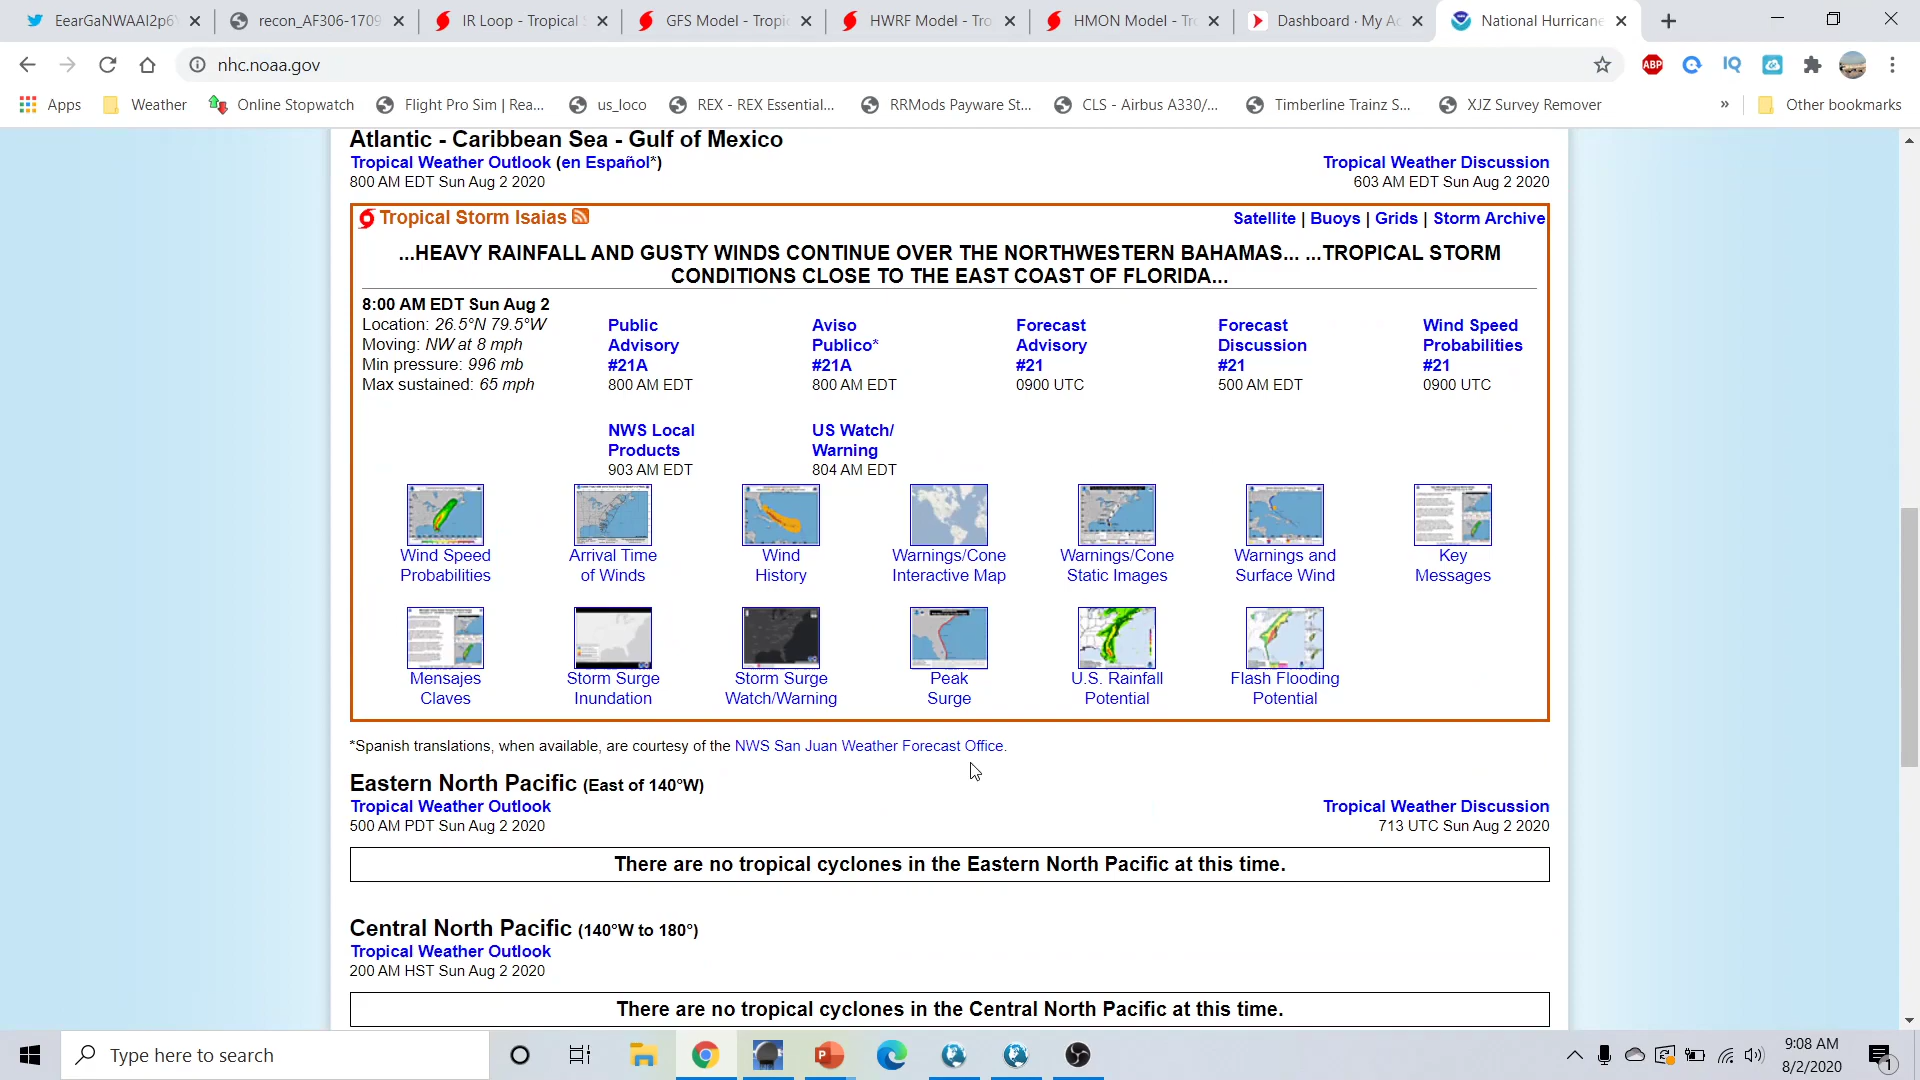 EearGaNWAAI2p6
recon_AF306-1709
IR Loop - Tropical
GFS Model - Tropic
HWRF Model - Tro
HMON Model - Tr
Dashboard · My Ac
National Hurricane
nhc.noaa.gov
ABP
IQ
Apps
Weather
Online Stopwatch
Flight Pro Sim | Rea...
us_loco
REX - REX Essential...
RRMods Payware St...
CLS - Airbus A330/...
Timberline Trainz S...
XJZ Survey Remover
»
Other bookmarks
Atlantic - Caribbean Sea - Gulf of Mexico
Tropical Weather Outlook (en Español*)
Tropical Weather Discussion
800 AM EDT Sun Aug 2 2020
603 AM EDT Sun Aug 2 2020
Tropical Storm Isaias
Satellite | Buoys | Grids | Storm Archive
...HEAVY RAINFALL AND GUSTY WINDS CONTINUE OVER THE NORTHWESTERN BAHAMAS... ...TROPICAL STORM
CONDITIONS CLOSE TO THE EAST COAST OF FLORIDA...
8:00 AM EDT Sun Aug 2
Location: 26.5°N 79.5°W
Moving: NW at 8 mph
Min pressure: 996 mb
Max sustained: 65 mph
Public
Advisory
#21A
800 AM EDT
Aviso
Publico*
#21A
800 AM EDT
Forecast
Advisory
#21
0900 UTC
Forecast
Discussion
#21
500 AM EDT
Wind Speed
Probabilities
#21
0900 UTC
NWS Local
Products
903 AM EDT
US Watch/
Warning
804 AM EDT
Wind Speed
Probabilities
Arrival Time
of Winds
Wind
History
Warnings/Cone
Interactive Map
Warnings/Cone
Static Images
Warnings and
Surface Wind
Key
Messages
Mensajes
Claves
Storm Surge
Inundation
Storm Surge
Watch/Warning
Peak
Surge
U.S. Rainfall
Potential
Flash Flooding
Potential
*Spanish translations, when available, are courtesy of the NWS San Juan Weather Forecast Office.
Eastern North Pacific (East of 140°W)
Tropical Weather Outlook
Tropical Weather Discussion
500 AM PDT Sun Aug 2 2020
713 UTC Sun Aug 2 2020
There are no tropical cyclones in the Eastern North Pacific at this time.
Central North Pacific (140°W to 180°)
Tropical Weather Outlook
200 AM HST Sun Aug 2 2020
There are no tropical cyclones in the Central North Pacific at this time.
Type here to search
9:08 AM
8/2/2020
1